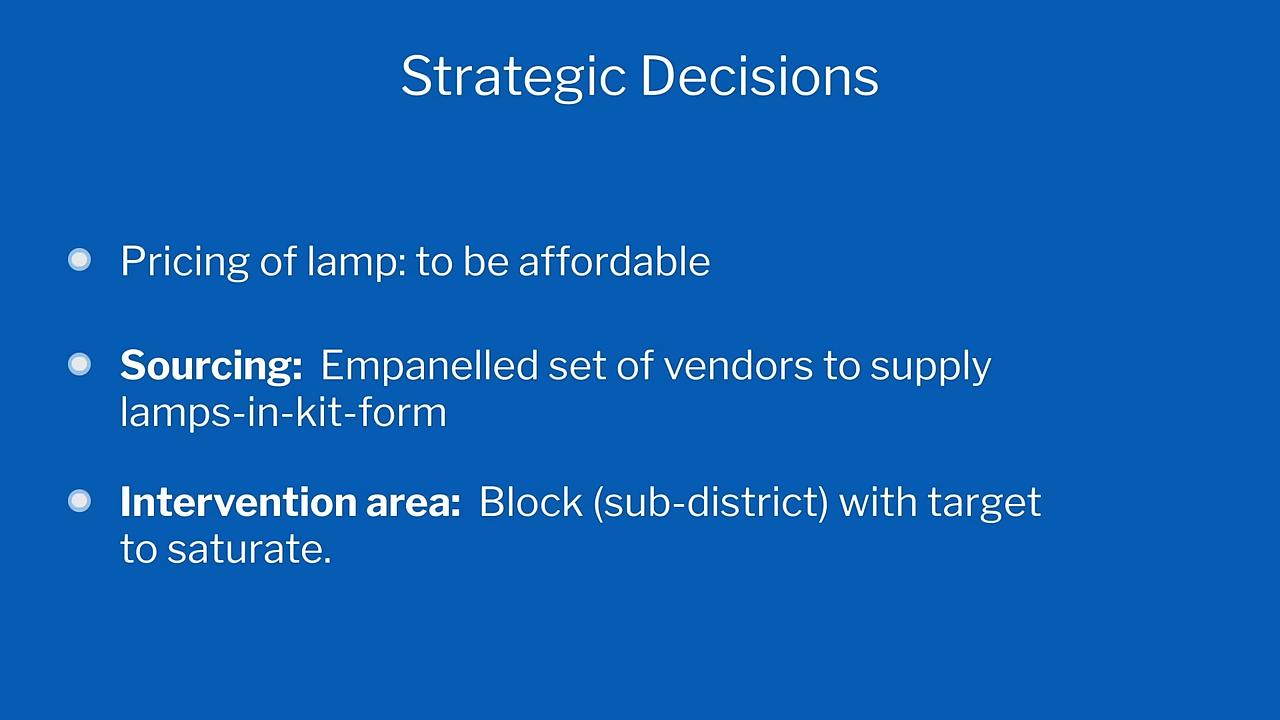 Strategic Decisions
Pricing of lamp: to be affordable
Sourcing: Empanelled set of vendors to supply
lamps-in-kit-form
Intervention area: Block (sub-district) with target
to saturate.